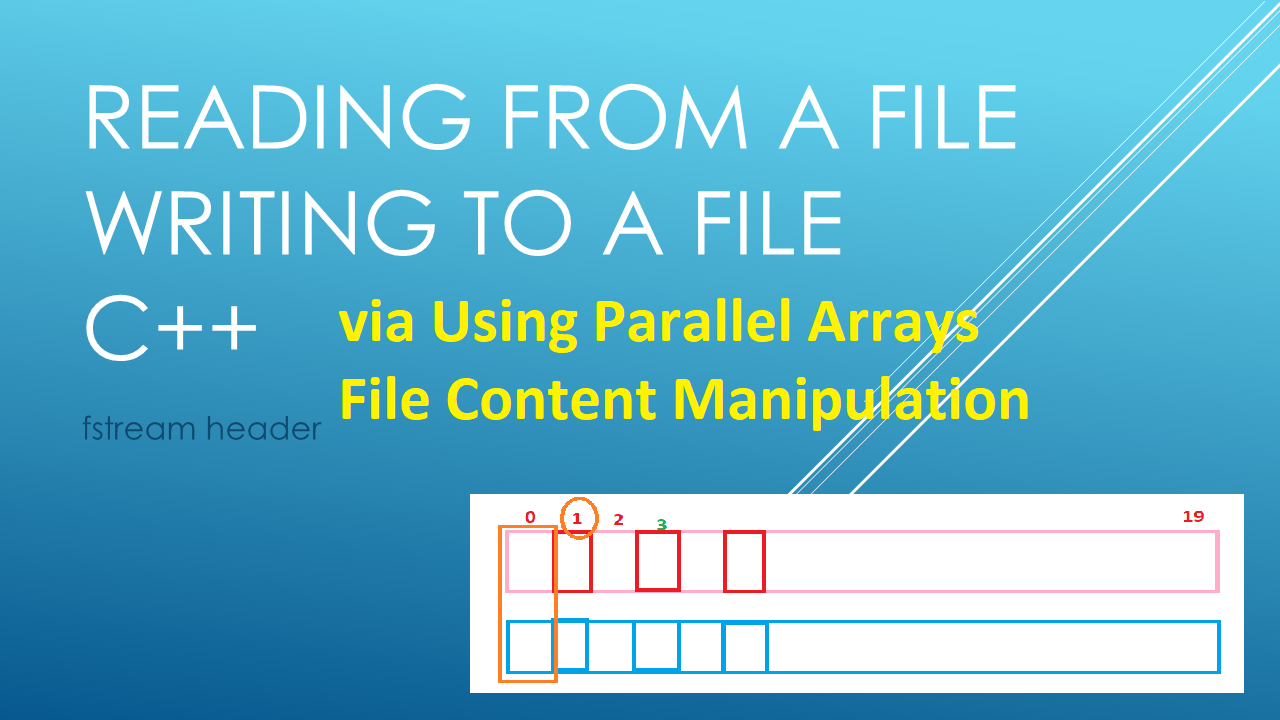 READING FROM A FILE
WRITING TO A FILE
C++
via Using Parallel Arrays
File Content Manipulation
fstream header
0 1 2 3 19